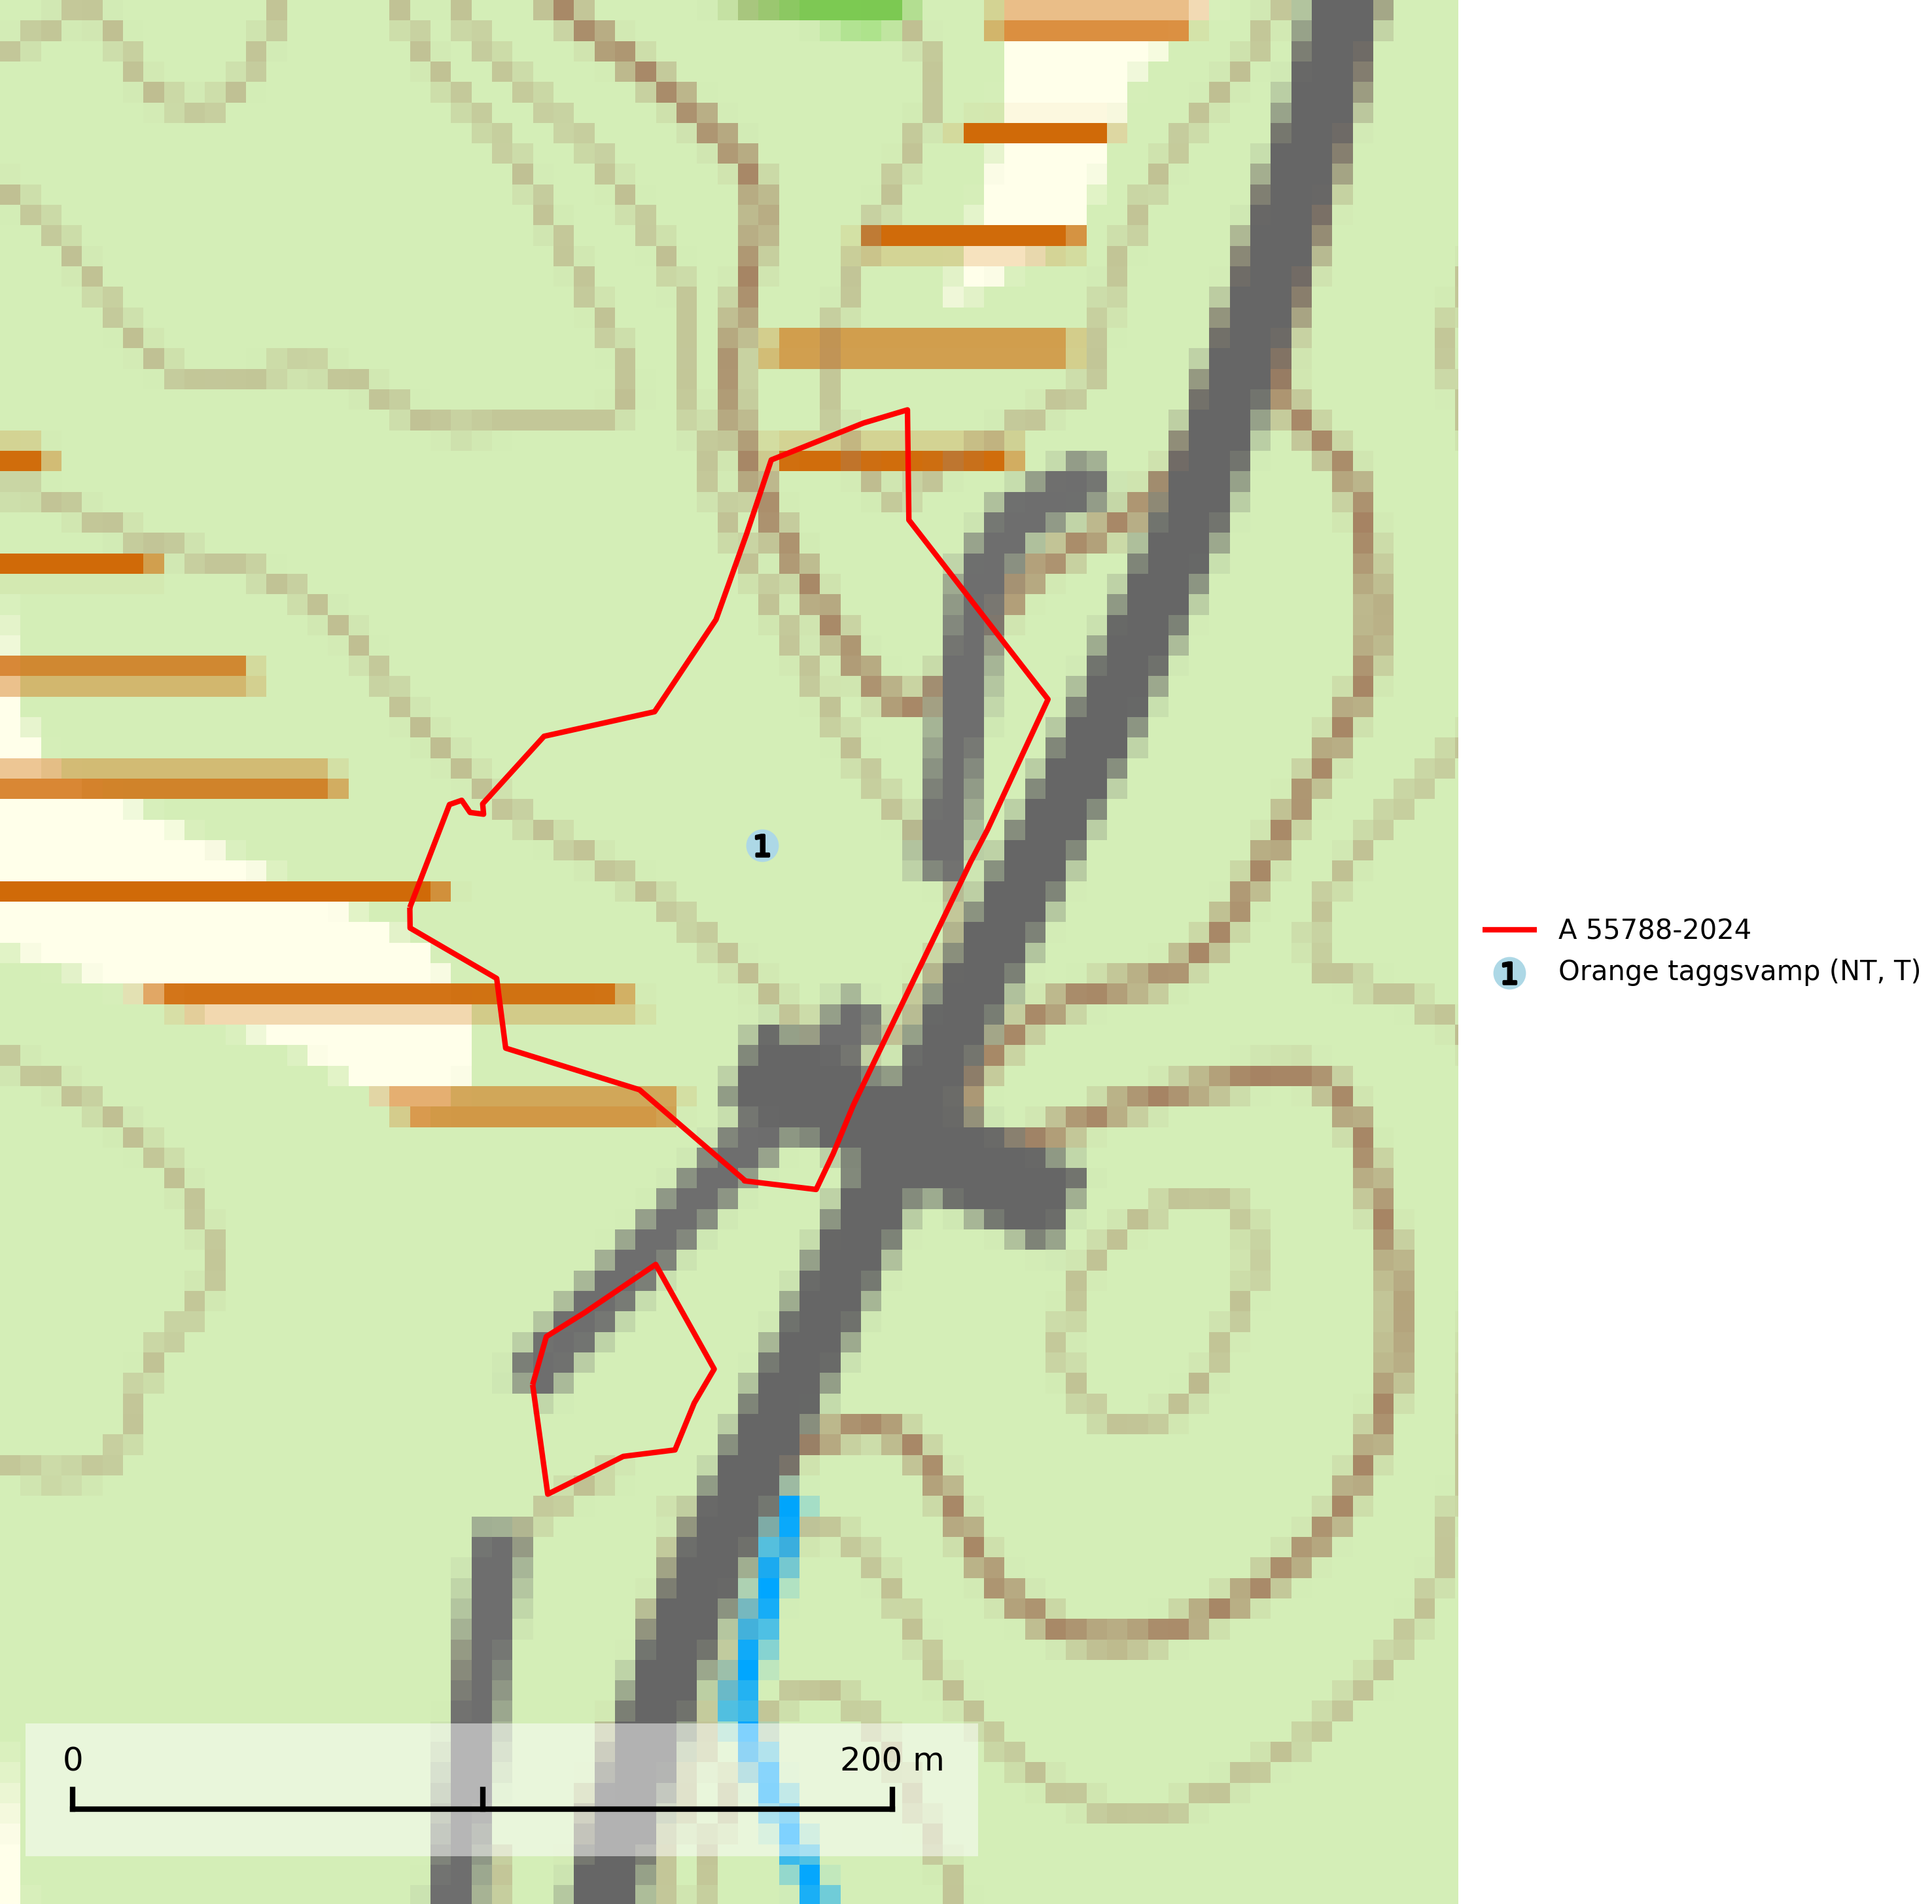 1
A 55788-2024
1 Orange taggsvamp (NT, T)
0 200 m